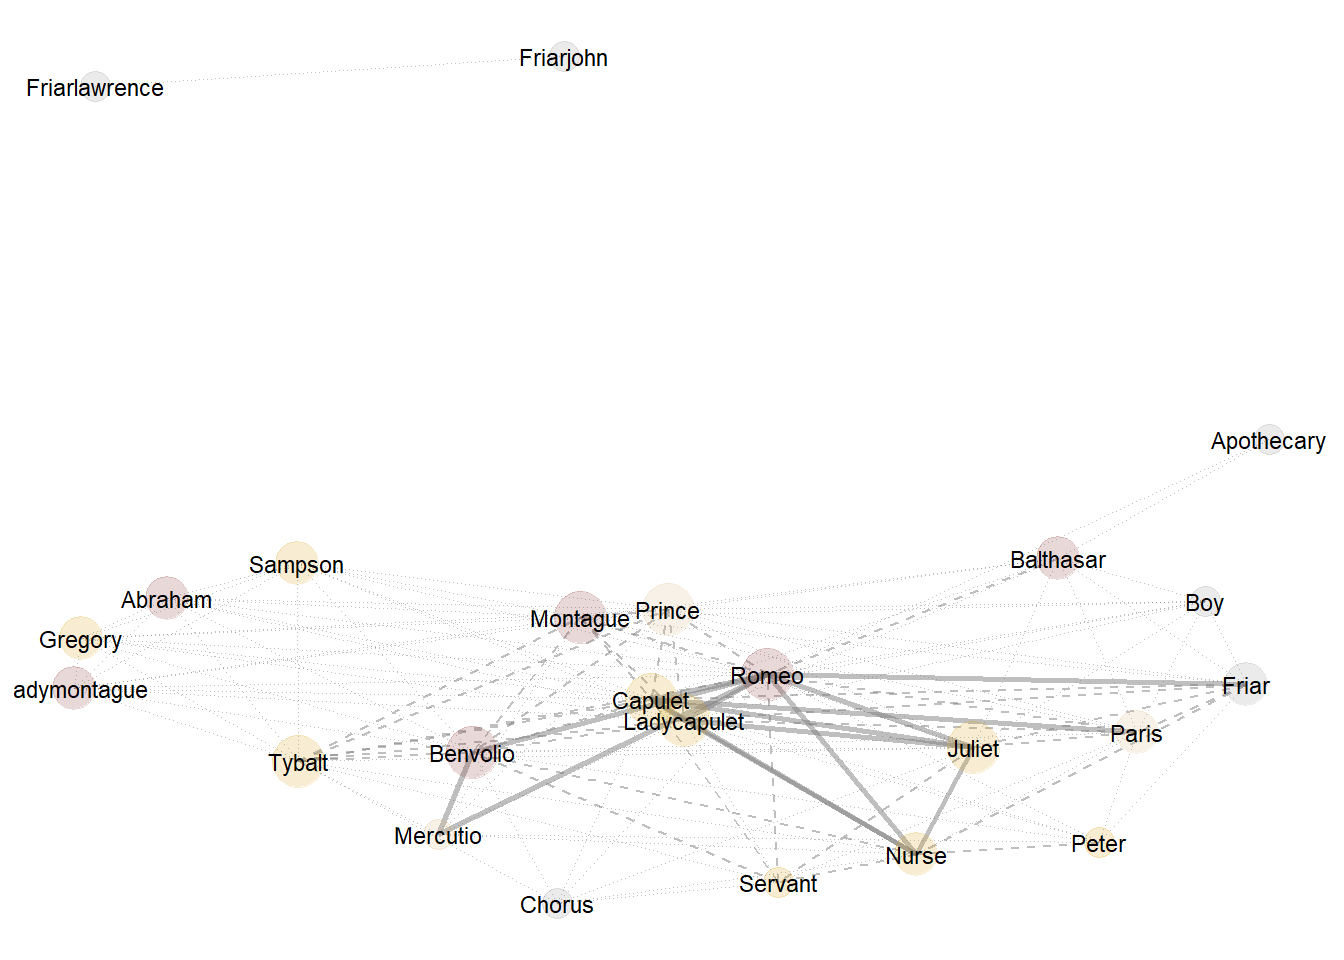 Friarjohn
Friarlawrence
Apothecary
Balthasar
Sampson
Abraham
Boy
Prince
Montague
Gregory
Romeo
Friar
adymontague
Capulet
Ladycapulet
Paris
Juliet
Benvolio
Tybalt
Mercutio
Peter
Nurse
Servant
Chorus